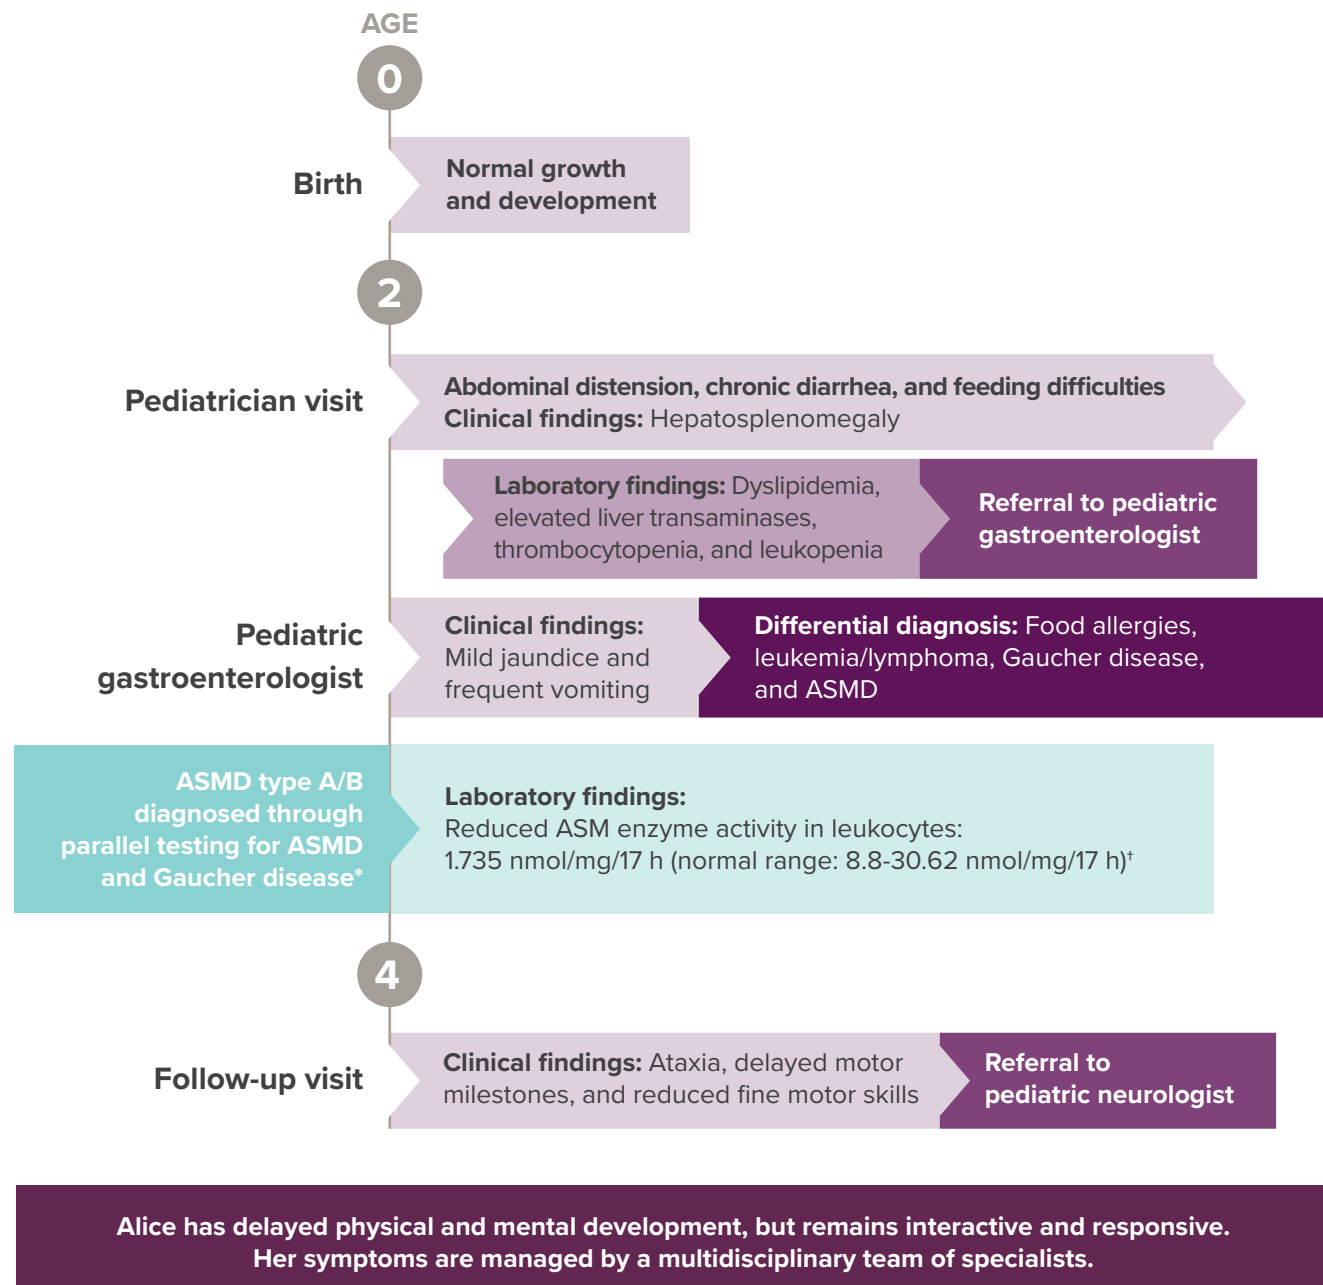 AGE
0
Birth
Normal growth
and development
2
Pediatrician visit
Abdominal distension, chronic diarrhea, and feeding difficulties
Clinical findings: Hepatosplenomegaly
Laboratory findings: Dyslipidemia,
elevated liver transaminases,
thrombocytopenia, and leukopenia
Referral to pediatric
gastroenterologist
Pediatric
gastroenterologist
Clinical findings:
Mild jaundice and
frequent vomiting
Differential diagnosis: Food allergies,
leukemia/lymphoma, Gaucher disease,
and ASMD
ASMD type A/B
diagnosed through
parallel testing for ASMD
and Gaucher disease*
Laboratory findings:
Reduced ASM enzyme activity in leukocytes:
1.735 nmol/mg/17 h (normal range: 8.8-30.62 nmol/mg/17 h)†
4
Follow-up visit
Clinical findings: Ataxia, delayed motor
milestones, and reduced fine motor skills
Referral to
pediatric neurologist
Alice has delayed physical and mental development, but remains interactive and responsive.
Her symptoms are managed by a multidisciplinary team of specialists.